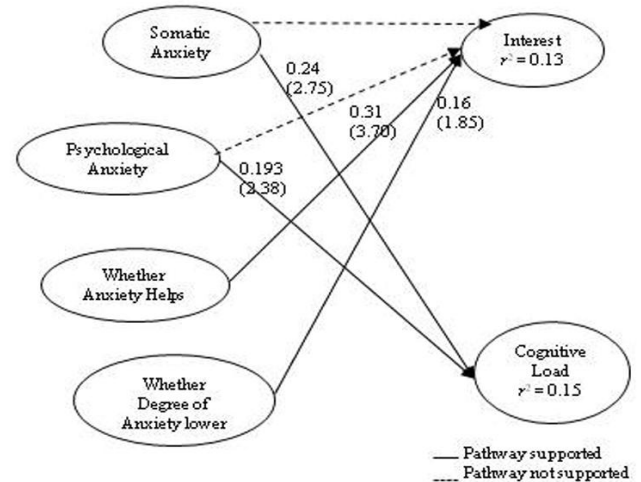 Somatic
Anxiety
Interest
r² = 0.13
0.24
(2.75)
0.31
(3.70)
0.16
(1.85)
Psychological
Anxiety
0.193
(2.38)
Whether
Anxiety Helps
Whether
Degree of
Anxiety lower
Cognitive
Load
r² = 0.15
Pathway supported
Pathway not supported